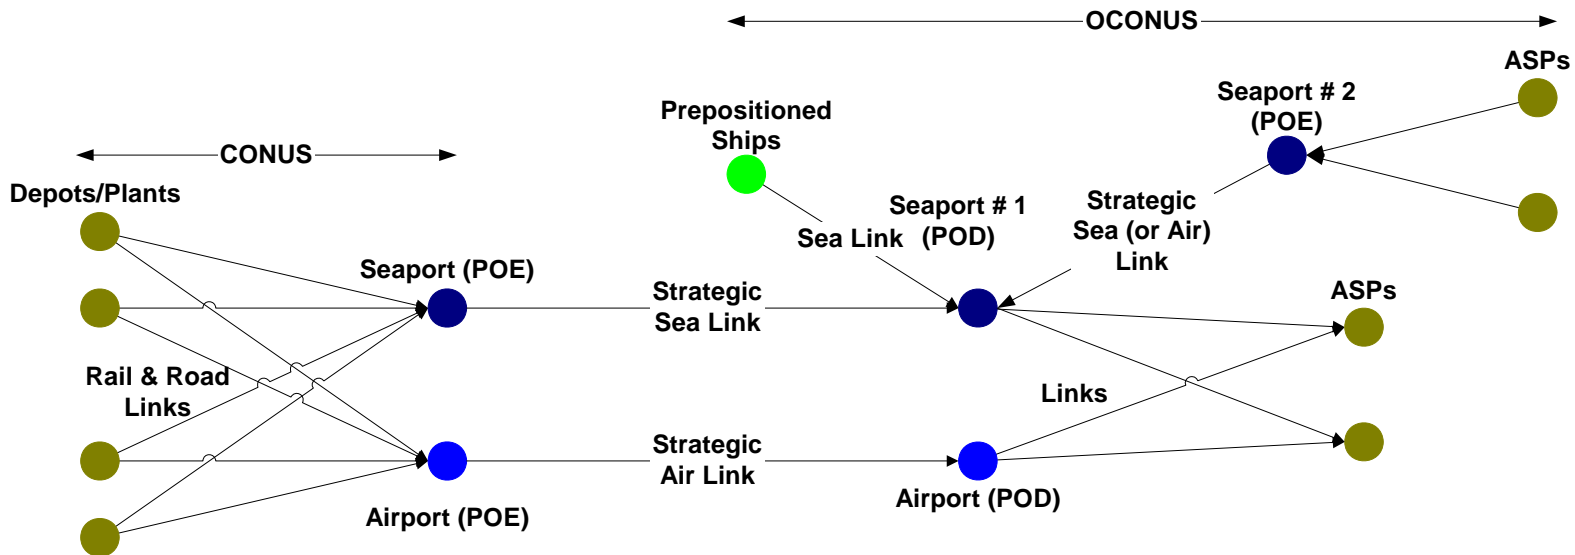 OCONUS
ASPs
Seaport # 2
(POE)
Prepositioned
Ships
CONUS
Depots/Plants
Seaport # 1
(POD)
Strategic
Sea (or Air)
Link
Sea Link
Seaport (POE)
Strategic
Sea Link
ASPs
Rail & Road
Links
Links
Strategic
Air Link
Airport (POE)
Airport (POD)